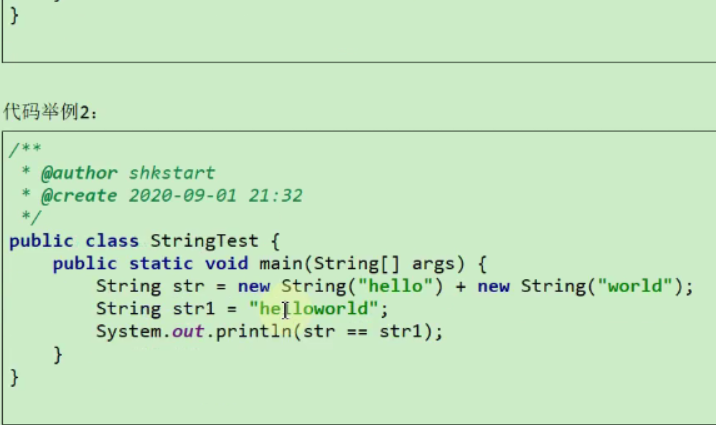 }
代码举例2:
/**
 * @author shkstart
 * @create 2020-09-01 21:32
 */
public class StringTest {
    public static void main(String[] args) {
        String str = new String("hello") + new String("world");
        String str1 = "helloworld";
        System.out.println(str == str1);
    }
}